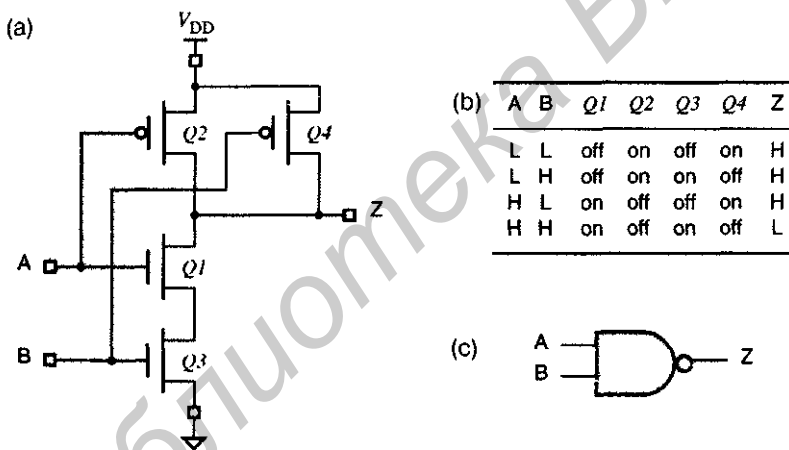 (a)
V_DD
Q2
Q4
Z
A
Q1
B
Q3
(b)
A B Q1 Q2 Q3 Q4 Z
L L off on off on H
L H off on on off H
H L on off off on H
H H on off on off L
(c)
A
B
Z
блиотека Б